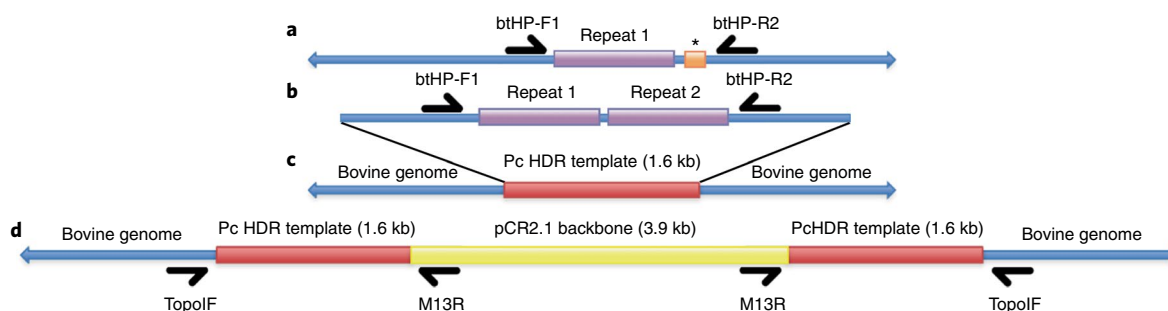 btHP-F1 btHP-R2
a Repeat 1 *
btHP-F1 btHP-R2
b Repeat 1 Repeat 2
c Pc HDR template (1.6 kb)
Bovine genome Bovine genome
d Pc HDR template (1.6 kb) pCR2.1 backbone (3.9 kb) PcHDR template (1.6 kb)
Bovine genome Bovine genome
TopoIF M13R M13R TopoIF